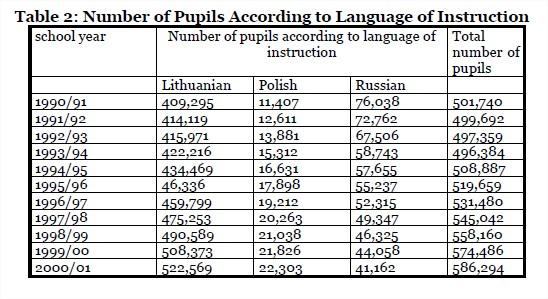 Table 2: Number of Pupils According to Language of Instruction
school year Number of pupils according to language of instruction Total number of pupils
Lithuanian Polish Russian
1990/91 409,295 11,407 76,038 501,740
1991/92 414,119 12,611 72,762 499,692
1992/93 415,971 13,881 67,506 497,359
1993/94 422,216 15,312 58,743 496,384
1994/95 434,469 16,631 57,655 508,887
1995/96 46,336 17,898 55,237 519,659
1996/97 459,799 19,212 52,315 531,480
1997/98 475,253 20,263 49,347 545,042
1998/99 490,589 21,038 46,325 558,160
1999/00 508,373 21,826 44,058 574,486
2000/01 522,569 22,303 41,162 586,294